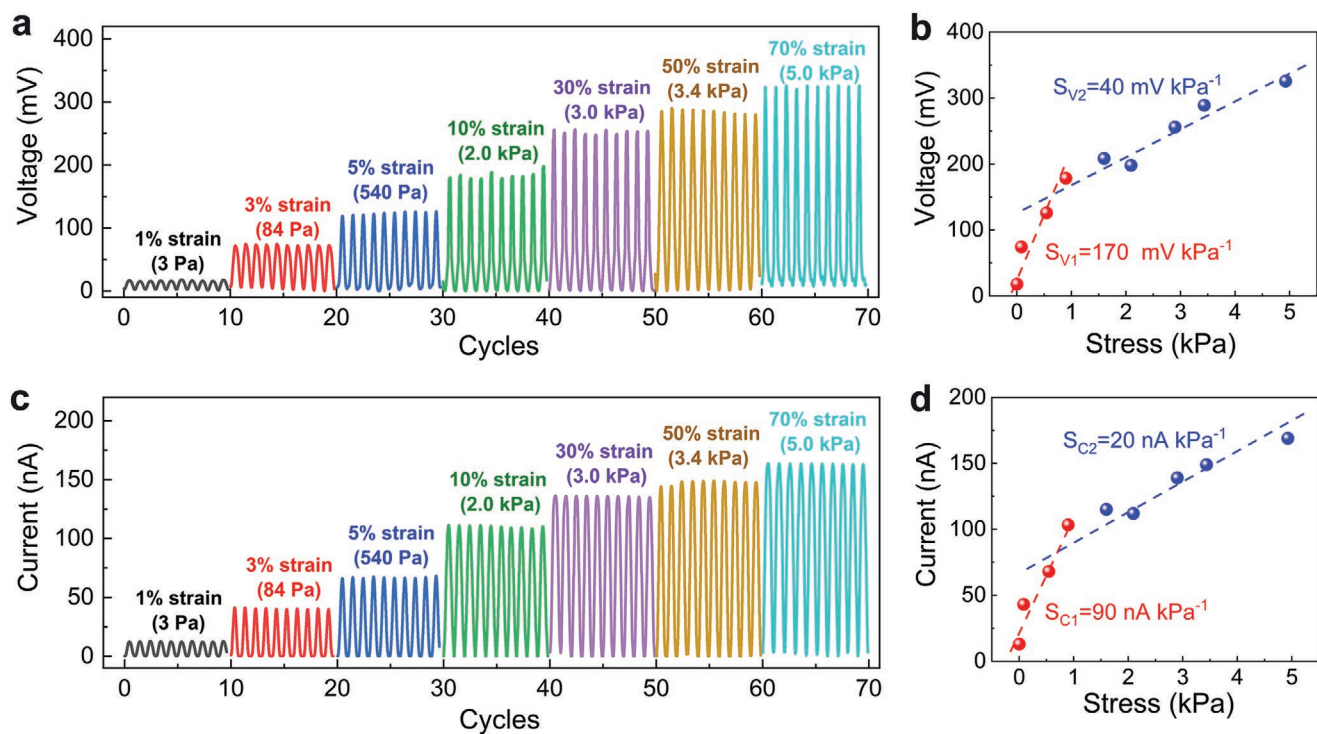 a
400
300
200
100
0
Voltage (mV)
1% strain
(3 Pa)
3% strain
(84 Pa)
5% strain
(540 Pa)
10% strain
(2.0 kPa)
30% strain
(3.0 kPa)
50% strain
(3.4 kPa)
70% strain
(5.0 kPa)
0 10 20 30 40 50 60 70
Cycles
b
400
300
200
100
0
Voltage (mV)
S_V2=40 mV kPa⁻¹
S_V1=170 mV kPa⁻¹
0 1 2 3 4 5
Stress (kPa)
c
200
150
100
50
0
Current (nA)
1% strain
(3 Pa)
3% strain
(84 Pa)
5% strain
(540 Pa)
10% strain
(2.0 kPa)
30% strain
(3.0 kPa)
50% strain
(3.4 kPa)
70% strain
(5.0 kPa)
0 10 20 30 40 50 60 70
Cycles
d
200
150
100
50
0
Current (nA)
S_C2=20 nA kPa⁻¹
S_C1=90 nA kPa⁻¹
0 1 2 3 4 5
Stress (kPa)